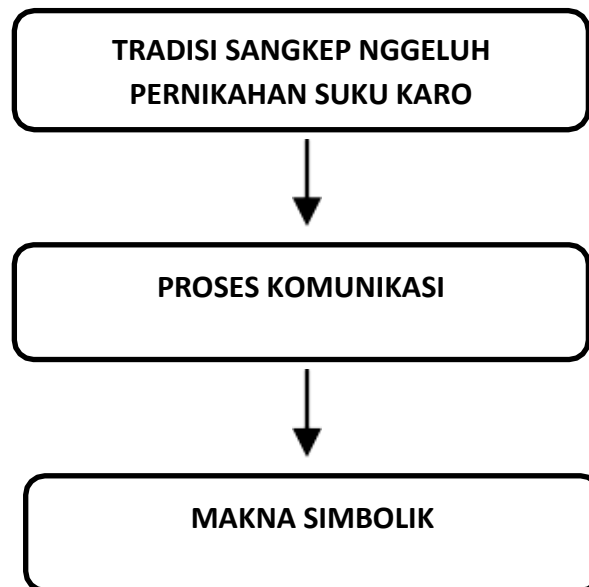 TRADISI SANGKEP NGGELUH
PERNIKAHAN SUKU KARO
PROSES KOMUNIKASI
MAKNA SIMBOLIK